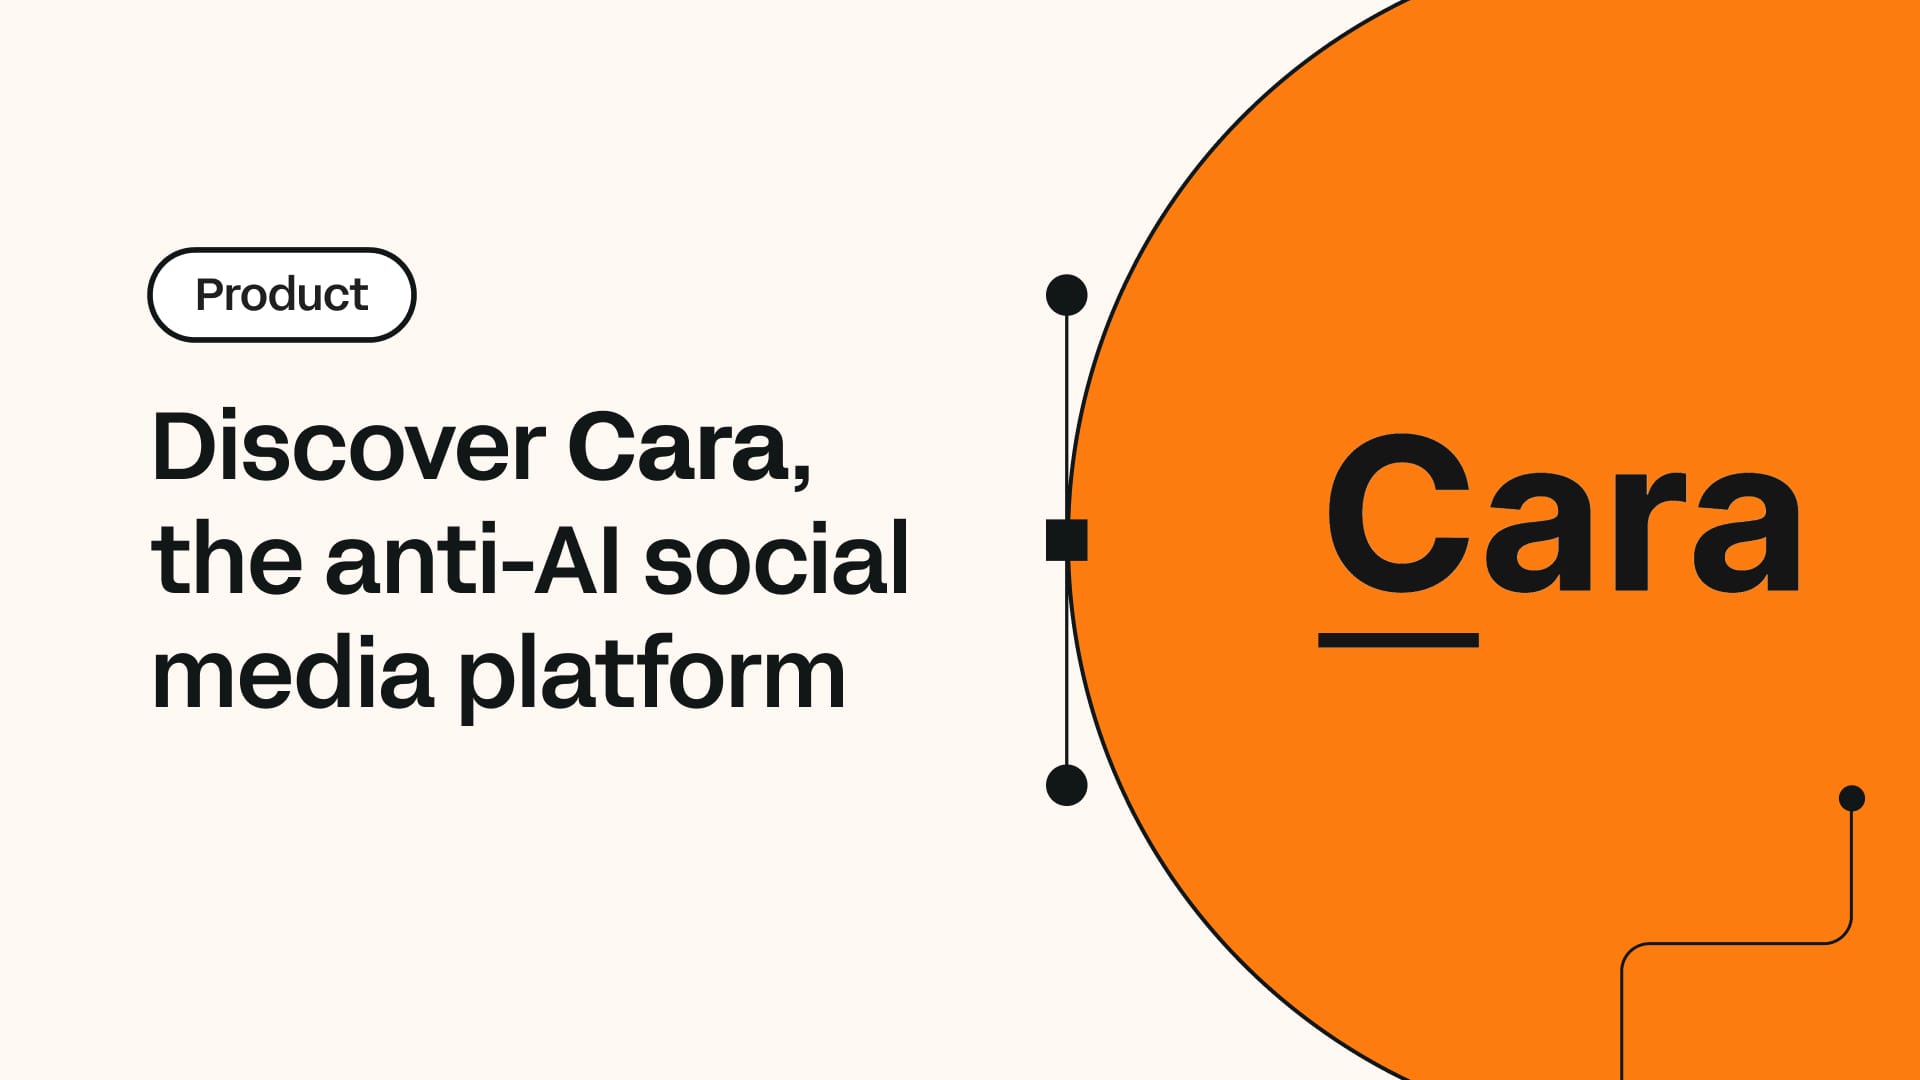 Product
Discover Cara,
the anti-AI social
media platform
Cara